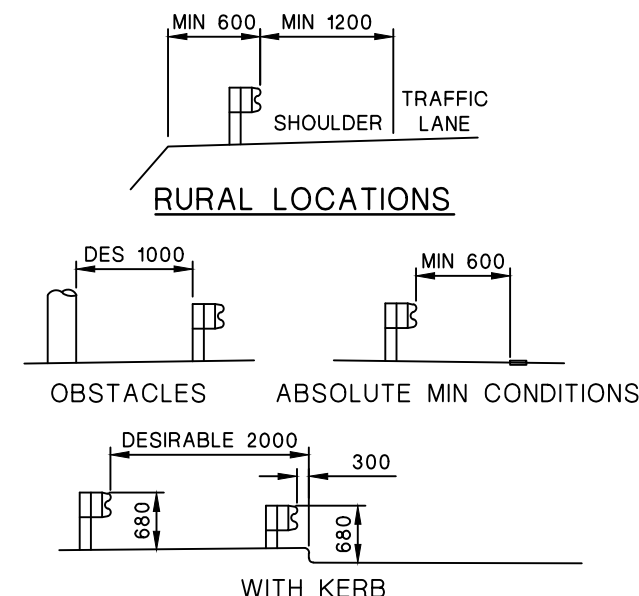 MIN 600
MIN 1200
TRAFFIC
SHOULDER
LANE
RURAL LOCATIONS
DES 1000
MIN 600
OBSTACLES
ABSOLUTE MIN CONDITIONS
DESIRABLE 2000
300
680
680
WITH KERB